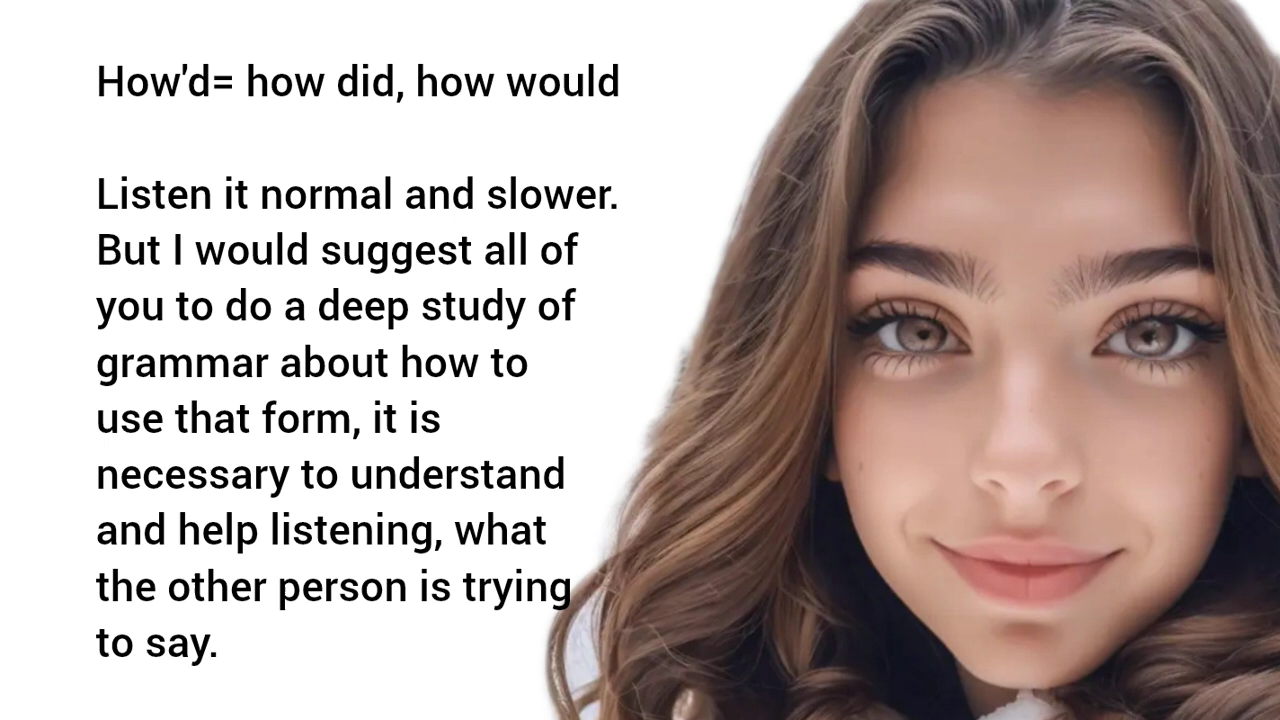 How'd= how did, how would
Listen it normal and slower.
But I would suggest all of
you to do a deep study of
grammar about how to
use that form, it is
necessary to understand
and help listening, what
the other person is trying
to say.